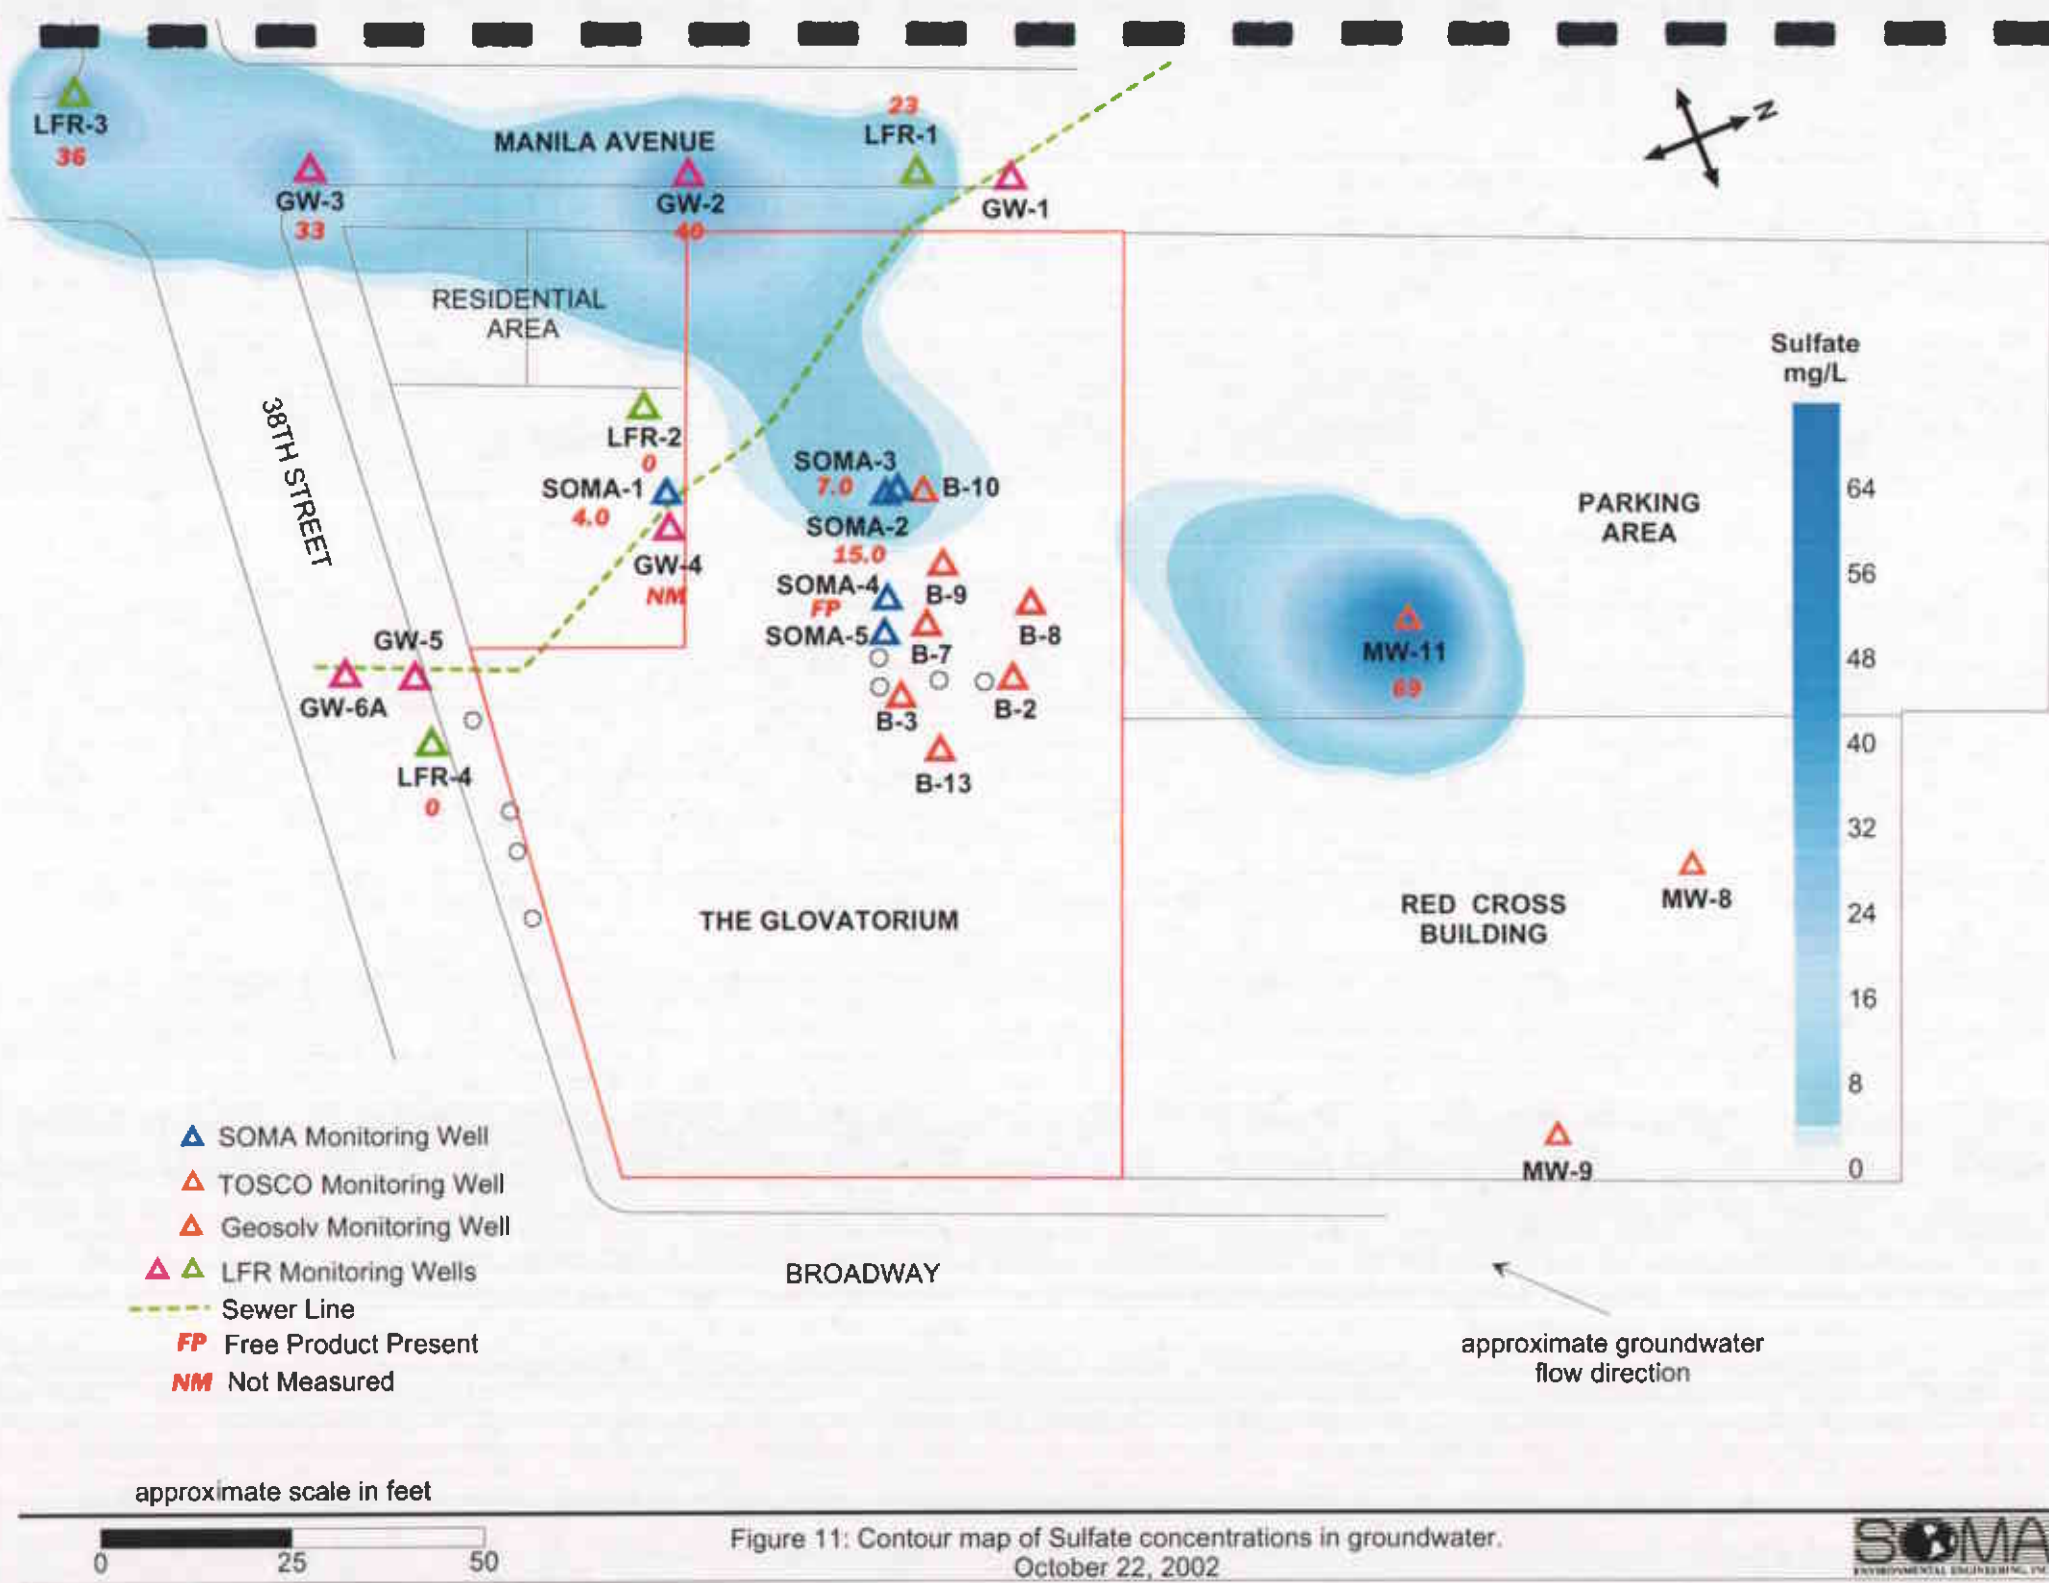 LFR-3
36
GW-3
33
MANILA AVENUE
GW-2
40
23
LFR-1
GW-1
N
RESIDENTIAL
AREA
38TH STREET
LFR-2
0
SOMA-1
4.0
GW-4
NM
SOMA-3
7.0
B-10
SOMA-2
15.0
SOMA-4
FP
B-9
SOMA-5
B-7
B-8
B-3
B-2
B-13
GW-5
GW-6A
LFR-4
0
MW-11
69
PARKING
AREA
Sulfate
mg/L
64
56
48
40
32
24
16
8
0
THE GLOVATORIUM
RED CROSS
BUILDING
MW-8
MW-9
SOMA Monitoring Well
TOSCO Monitoring Well
Geosolv Monitoring Well
LFR Monitoring Wells
Sewer Line
FP Free Product Present
NM Not Measured
BROADWAY
approximate groundwater
flow direction
approximate scale in feet
0 25 50
Figure 11: Contour map of Sulfate concentrations in groundwater.
October 22, 2002
SOMA
ENVIRONMENTAL ENGINEERING, INC